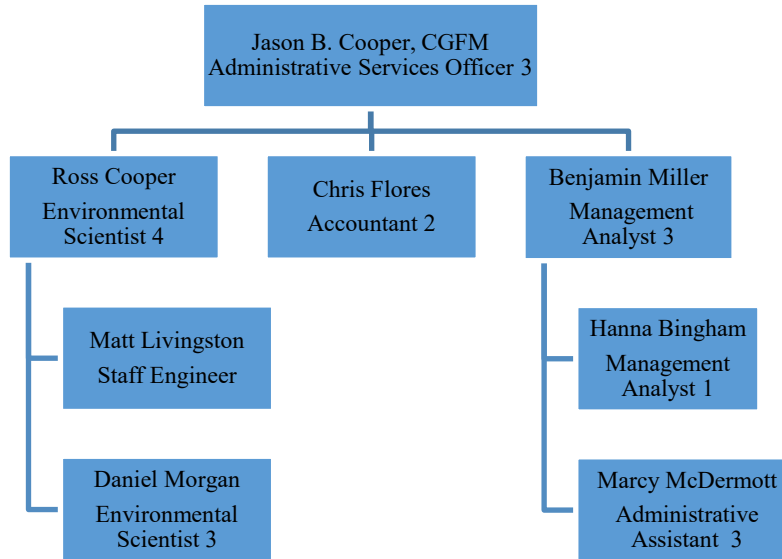 Jason B. Cooper, CGFM
Administrative Services Officer 3
Ross Cooper
Environmental
Scientist 4
Chris Flores
Accountant 2
Benjamin Miller
Management
Analyst 3
Matt Livingston
Staff Engineer
Hanna Bingham
Management
Analyst 1
Daniel Morgan
Environmental
Scientist 3
Marcy McDermott
Administrative
Assistant 3